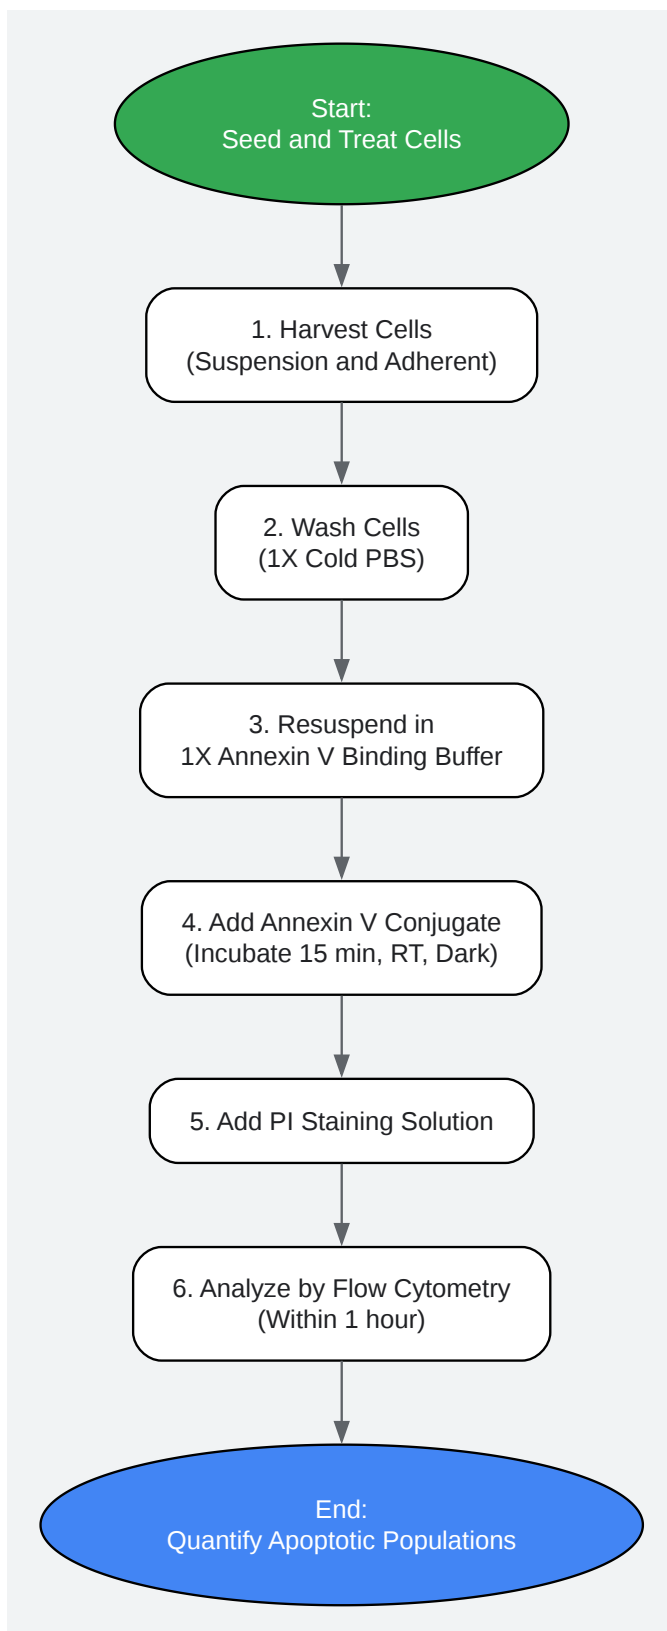 Start:
Seed and Treat Cells
1. Harvest Cells
(Suspension and Adherent)
2. Wash Cells
(1X Cold PBS)
3. Resuspend in
1X Annexin V Binding Buffer
4. Add Annexin V Conjugate
(Incubate 15 min, RT, Dark)
5. Add PI Staining Solution
6. Analyze by Flow Cytometry
(Within 1 hour)
End:
Quantify Apoptotic Populations